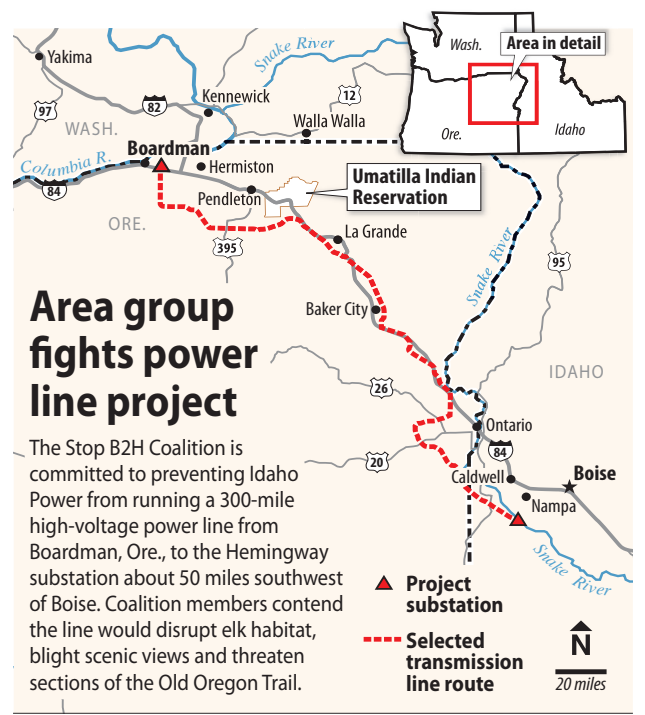 Yakima
Snake River
Wash.
Area in detail
Ore.
Idaho
97
82
Kennewick
12
WASH.
Walla Walla
Boardman
Columbia R.
Hermiston
84
Pendleton
Umatilla Indian
Reservation
ORE.
395
La Grande
Snake River
95
Area group
fights power
line project
Baker City
IDAHO
26
Ontario
The Stop B2H Coalition is
committed to preventing Idaho
Power from running a 300-mile
high-voltage power line from
Boardman, Ore., to the Hemingway
substation about 50 miles southwest
of Boise. Coalition members contend
the line would disrupt elk habitat,
blight scenic views and threaten
sections of the Old Oregon Trail.
20
84
Caldwell
Boise
Nampa
Snake River
Project
substation
Selected
transmission
line route
N
20 miles